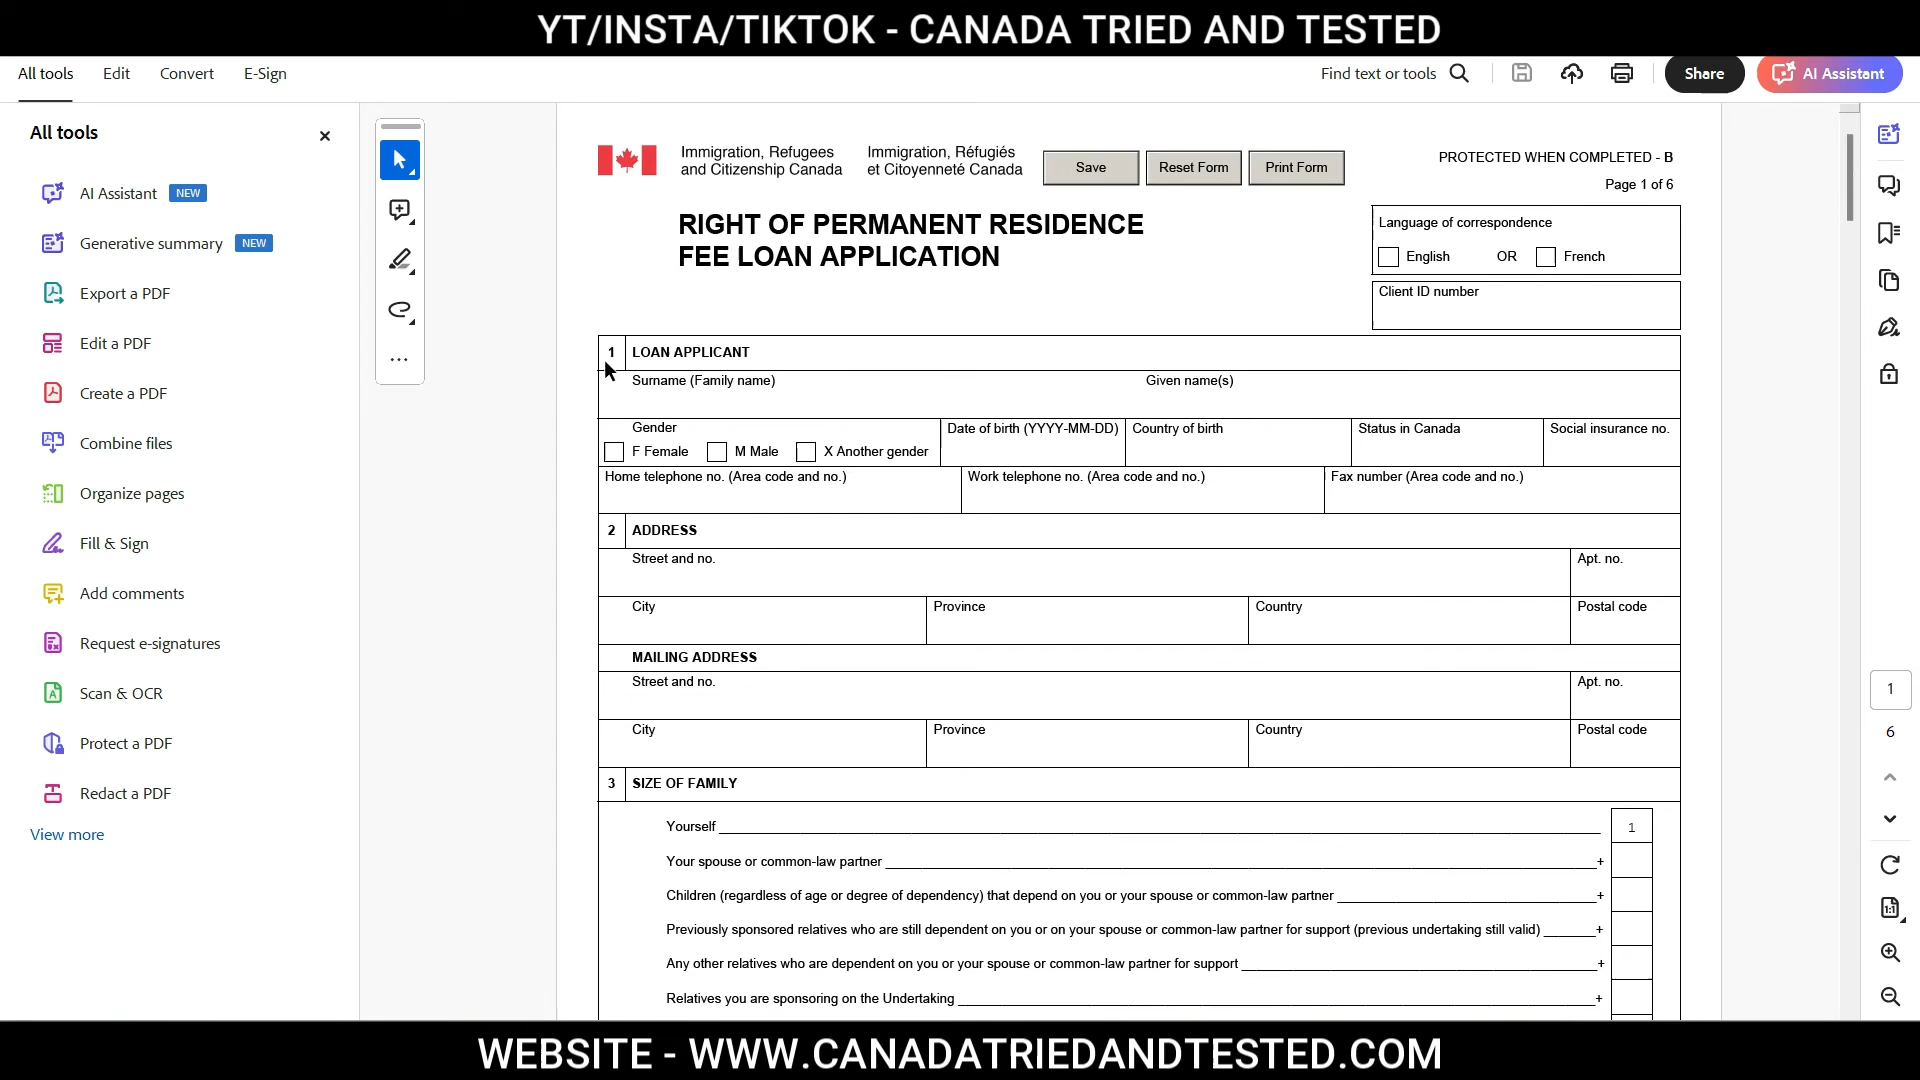 YT/INSTA/TIKTOK - CANADA TRIED AND TESTED
All tools Edit Convert E-Sign
Find text or tools Share AI Assistant
All tools
AI Assistant NEW
Generative summary NEW
Export a PDF
Edit a PDF
Create a PDF
Combine files
Organize pages
Fill & Sign
Add comments
Request e-signatures
Scan & OCR
Protect a PDF
Redact a PDF
View more
Immigration, Refugees Immigration, Réfugiés
and Citizenship Canada et Citoyenneté Canada
Save Reset Form Print Form
PROTECTED WHEN COMPLETED - B
Page 1 of 6
RIGHT OF PERMANENT RESIDENCE
FEE LOAN APPLICATION
Language of correspondence
English OR French
Client ID number
1 LOAN APPLICANT
Surname (Family name) Given name(s)
Gender Date of birth (YYYY-MM-DD) Country of birth Status in Canada Social insurance no.
F Female M Male X Another gender
Home telephone no. (Area code and no.) Work telephone no. (Area code and no.) Fax number (Area code and no.)
2 ADDRESS
Street and no. Apt. no.
City Province Country Postal code
MAILING ADDRESS
Street and no. Apt. no.
City Province Country Postal code
3 SIZE OF FAMILY
Yourself 1
Your spouse or common-law partner +
Children (regardless of age or degree of dependency) that depend on you or your spouse or common-law partner +
Previously sponsored relatives who are still dependent on you or on your spouse or common-law partner for support (previous undertaking still valid) +
Any other relatives who are dependent on you or your spouse or common-law partner for support +
Relatives you are sponsoring on the Undertaking +
1
6
1:1
WEBSITE - WWW.CANADATRIEDANDTESTED.COM